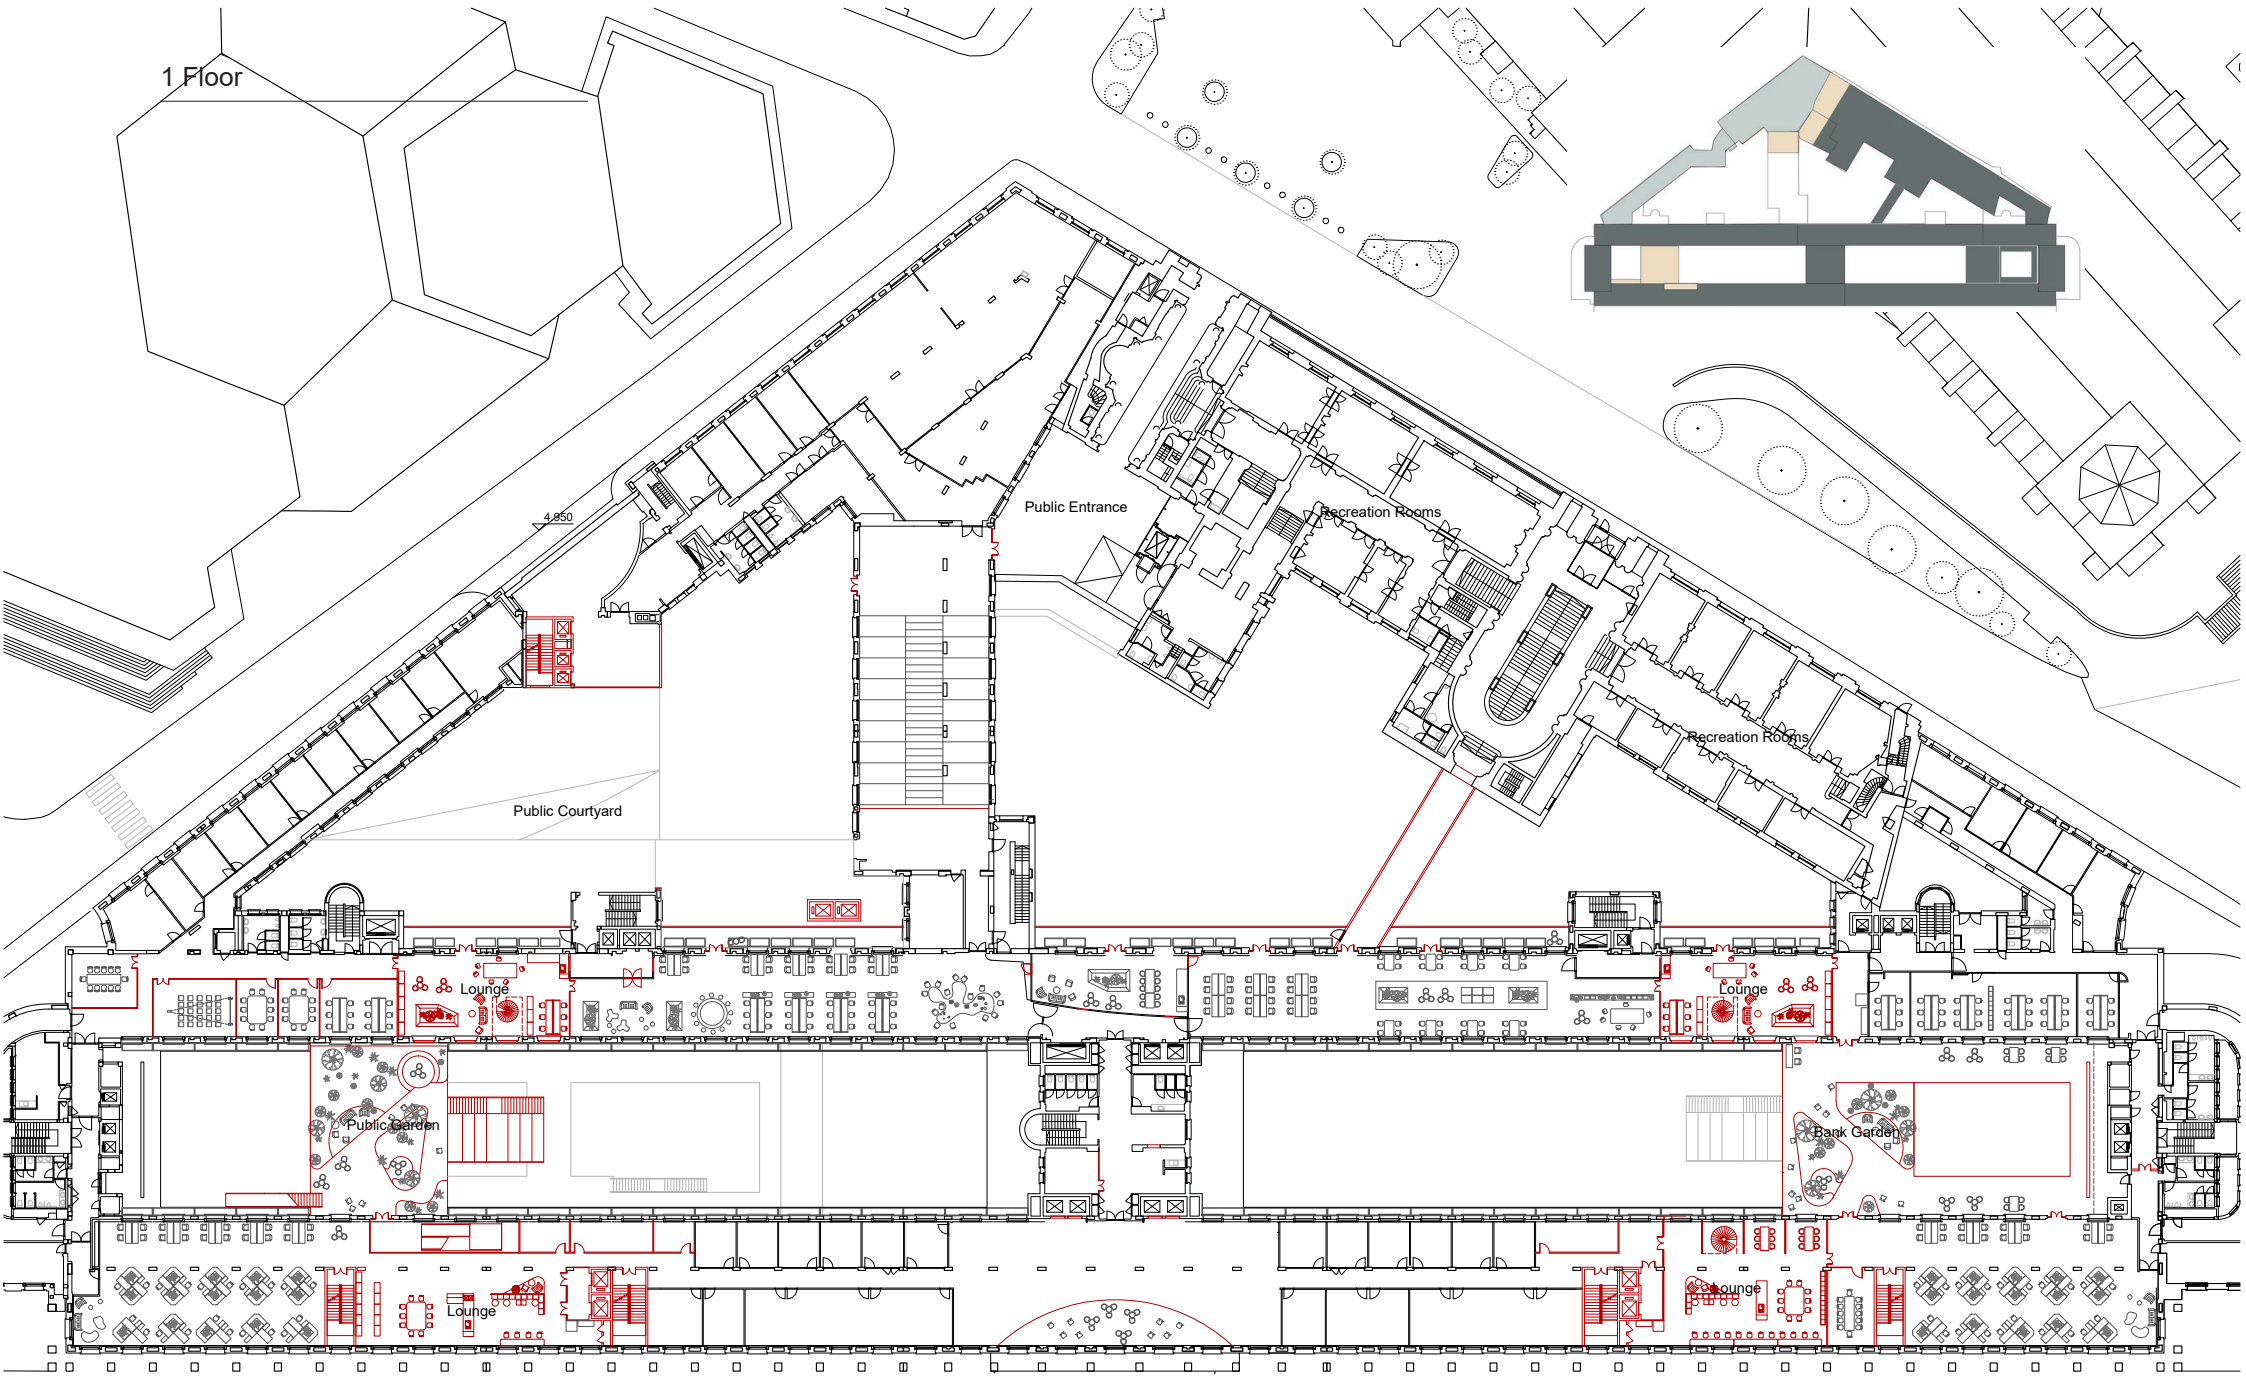 1 Floor
Public Entrance
Recreation Rooms
4.950
Recreation Rooms
Public Courtyard
Lounge
Lounge
Public Garden
Bank Garden
Lounge
Lounge